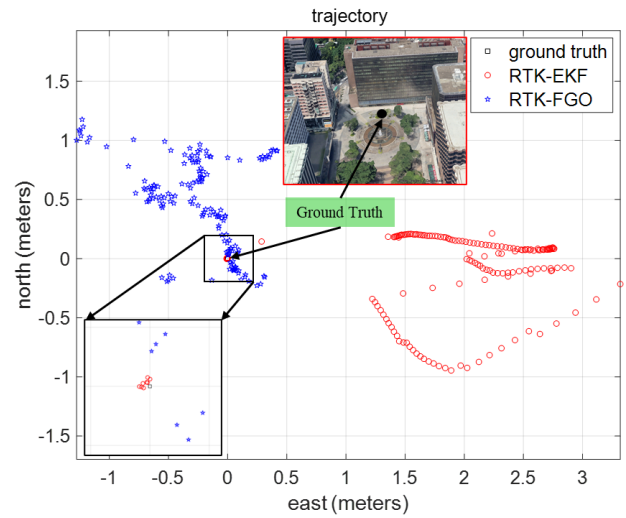 trajectory
ground truth
RTK-EKF
RTK-FGO
Ground Truth
1.5
1
0.5
0
-0.5
-1
-1.5
north (meters)
-1 -0.5 0 0.5 1 1.5 2 2.5 3
east (meters)